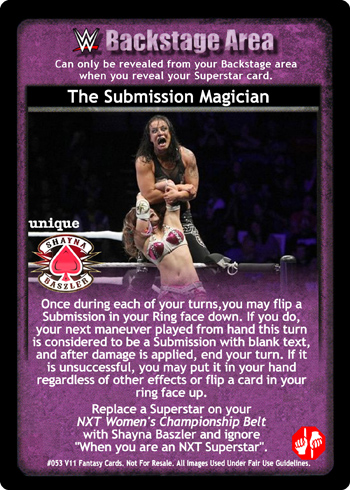 W Backstage Area
Can only be revealed from your Backstage area
when you reveal your Superstar card.
The Submission Magician
unique
SHAYNA
BASZLER
Once during each of your turns,you may flip a
Submission in your Ring face down. If you do,
your next maneuver played from hand this turn
is considered to be a Submission with blank text,
and after damage is applied, end your turn. If it
is unsuccessful, you may put it in your hand
regardless of other effects or flip a card in your
ring face up.
Replace a Superstar on your
NXT Women's Championship Belt
with Shayna Baszler and ignore
"When you are an NXT Superstar".
#053 V11 Fantasy Cards. Not For Resale. All Images Used Under Fair Use Guidelines.